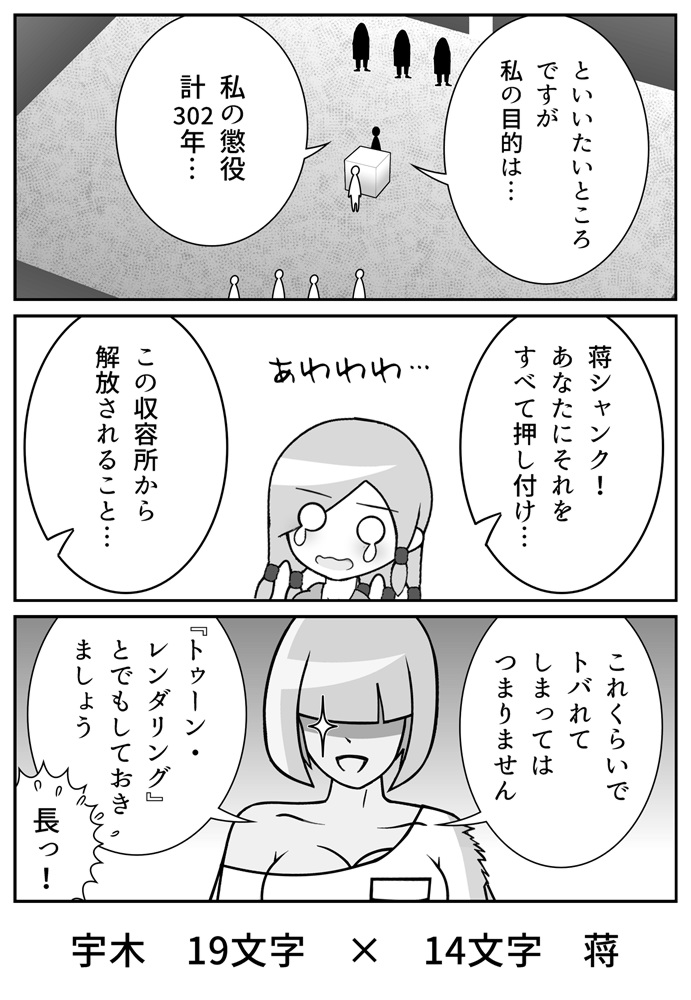 といいたいところ
ですが
私の目的は…
私の懲役
計
302
年…
蒋シャンク！
あなたにそれを
すべて押し付け…
あわわわ…
この収容所から
解放されること…
これくらいで
トバれて
しまっては
つまりません
『トゥーン・
レンダリング』
とでもしておき
ましょう
長っ！
宇木　19文字　×　14文字　蒋